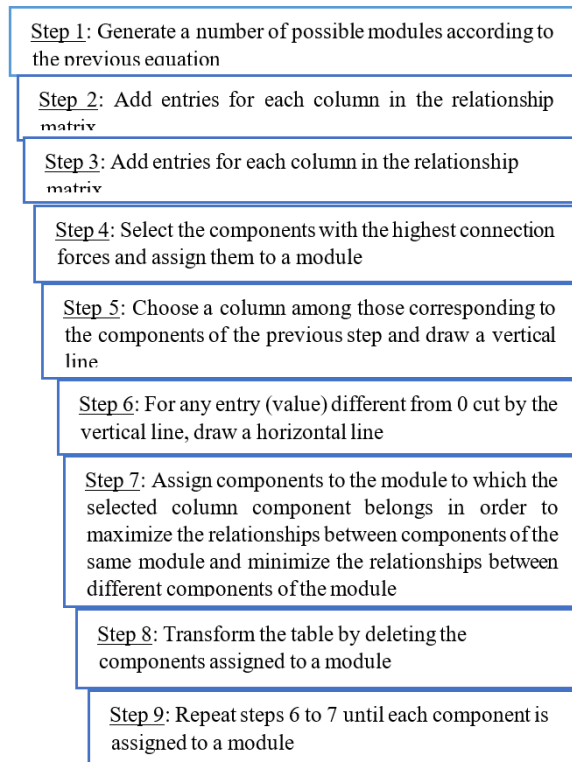 Step 1: Generate a number of possible modules according to
the previous equation
Step 2: Add entries for each column in the relationship
matrix
Step 3: Add entries for each column in the relationship
matrix
Step 4: Select the components with the highest connection
forces and assign them to a module
Step 5: Choose a column among those corresponding to
the components of the previous step and draw a vertical
line
Step 6: For any entry (value) different from 0 cut by the
vertical line, draw a horizontal line
Step 7: Assign components to the module to which the
selected column component belongs in order to
maximize the relationships between components of the
same module and minimize the relationships between
different components of the module
Step 8: Transform the table by deleting the
components assigned to a module
Step 9: Repeat steps 6 to 7 until each component is
assigned to a module